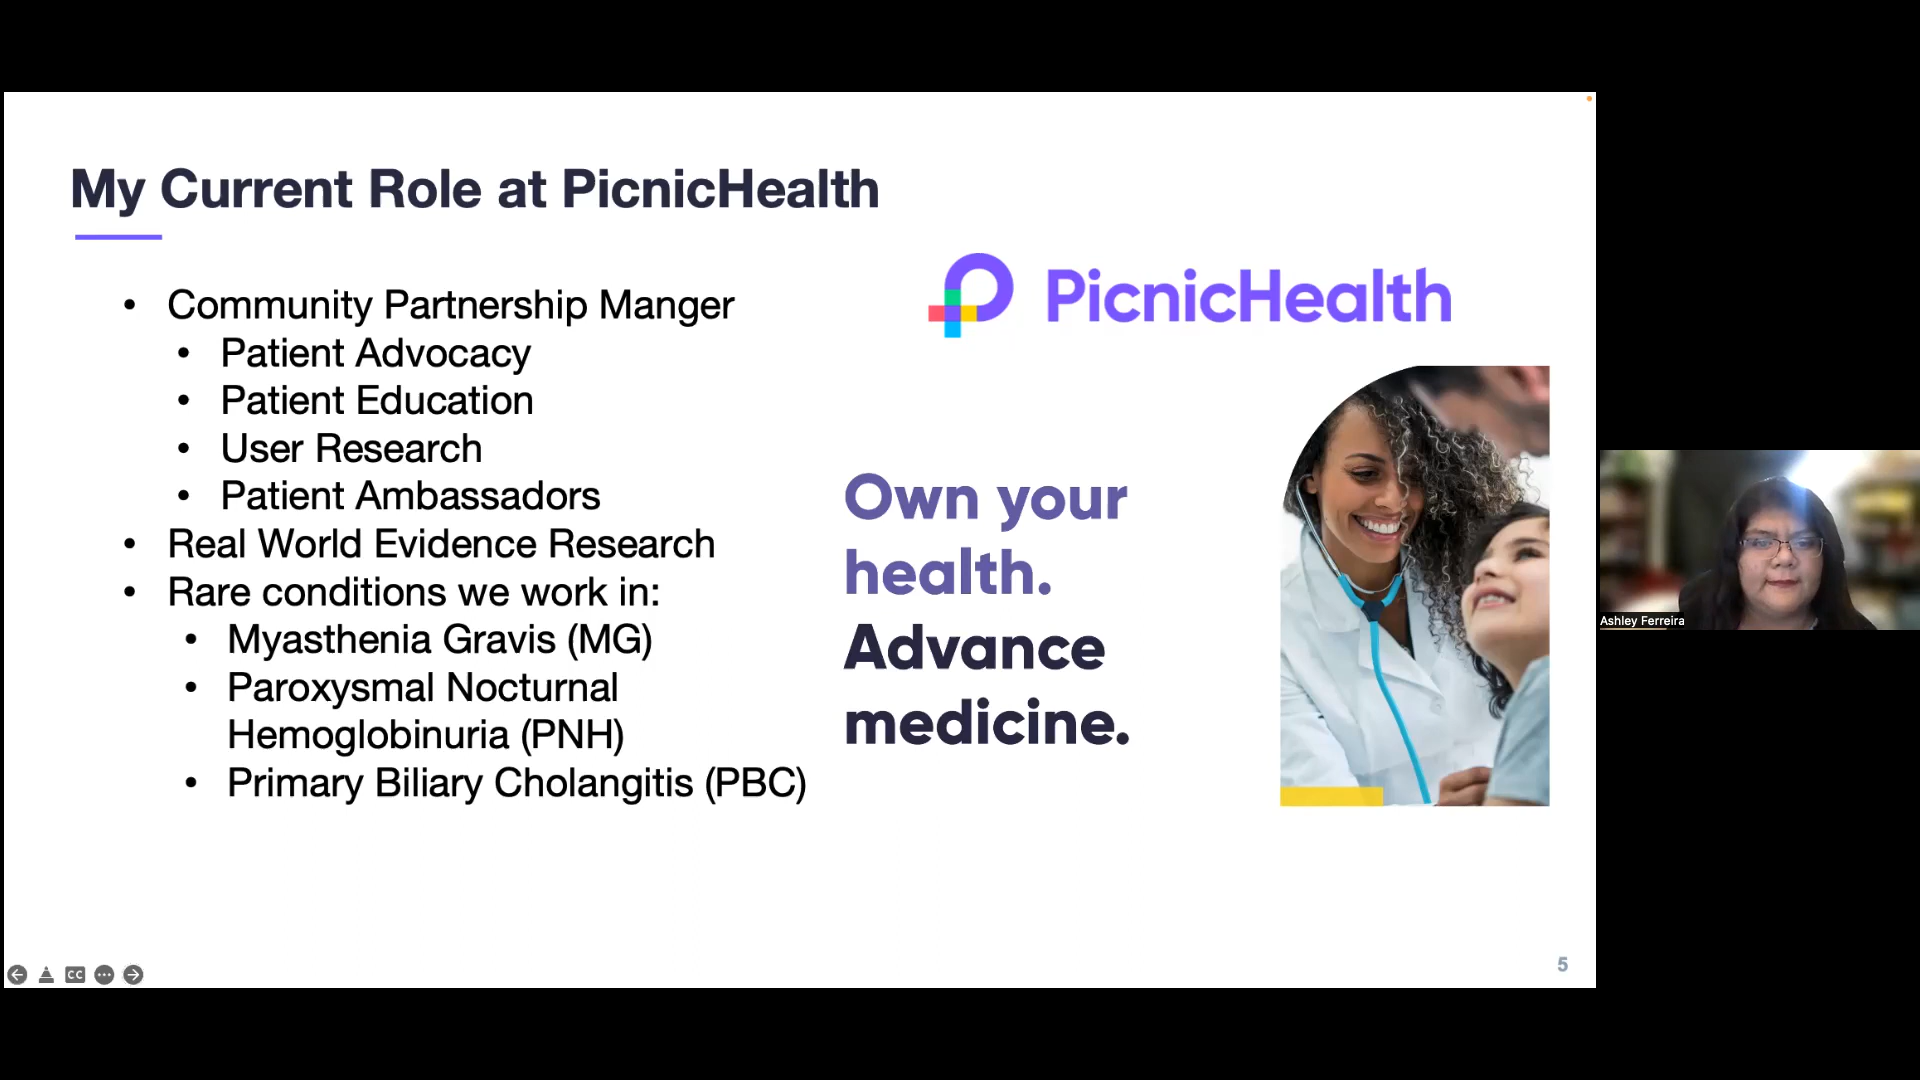 My Current Role at PicnicHealth
• Community Partnership Manger
• Patient Advocacy
• Patient Education
• User Research
• Patient Ambassadors
• Real World Evidence Research
• Rare conditions we work in:
• Myasthenia Gravis (MG)
• Paroxysmal Nocturnal
Hemoglobinuria (PNH)
• Primary Biliary Cholangitis (PBC)
PicnicHealth
Own your
health.
Advance
medicine.
CC
5
Ashley Ferreira